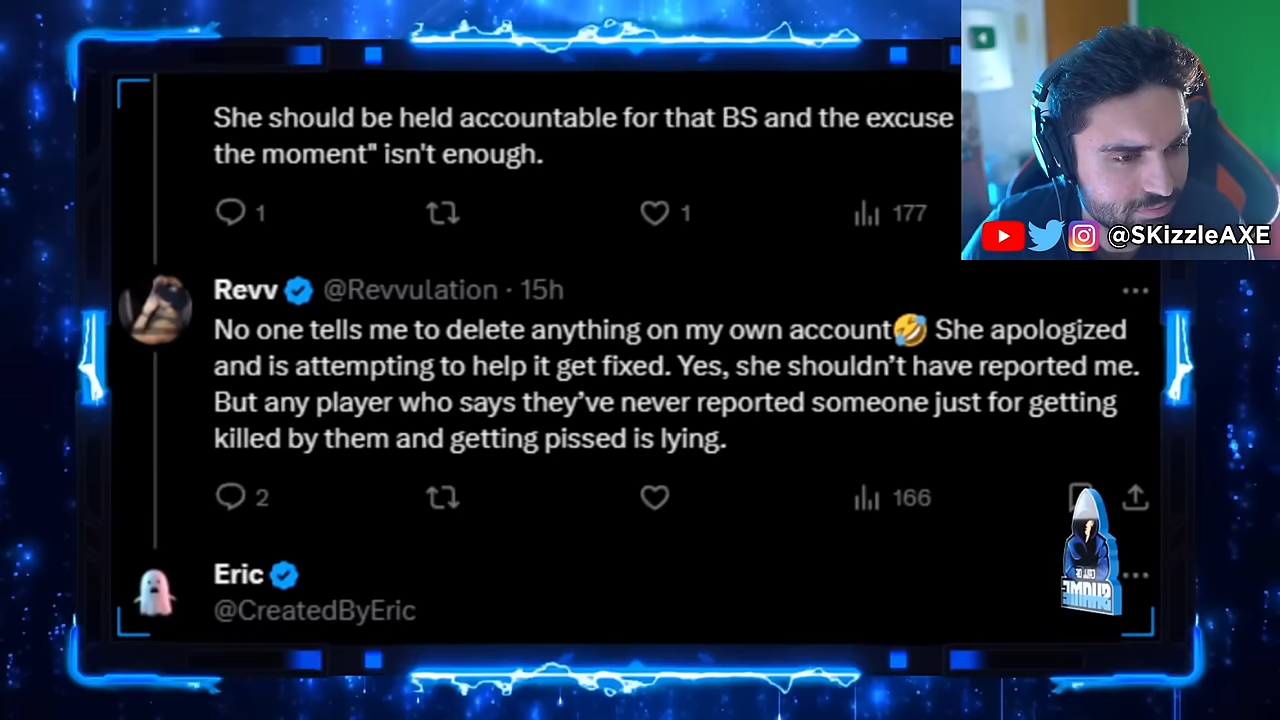 She should be held accountable for that BS and the excuse
the moment" isn't enough.
1
1
177
@SKizzleAXE
Revv @Revvulation · 15h
No one tells me to delete anything on my own account🤣 She apologized
and is attempting to help it get fixed. Yes, she shouldn’t have reported me.
But any player who says they’ve never reported someone just for getting
killed by them and getting pissed is lying.
2
166
Eric
@CreatedByEric
SHAME